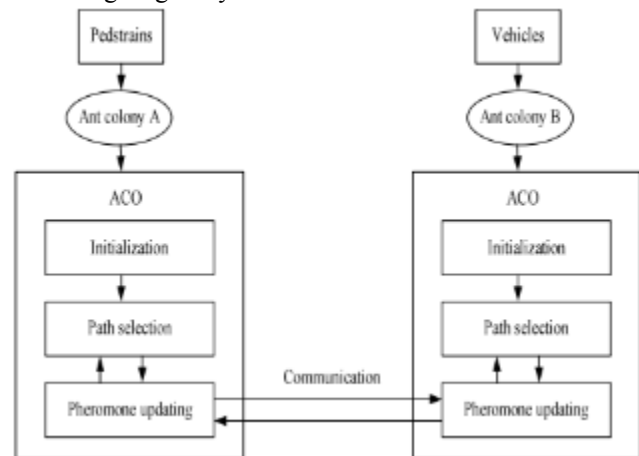 Pedstrains
Vehicles
Ant colony A
Ant colony B
ACO
ACO
Initialization
Initialization
Path selection
Path selection
Communication
Pheromone updating
Pheromone updating